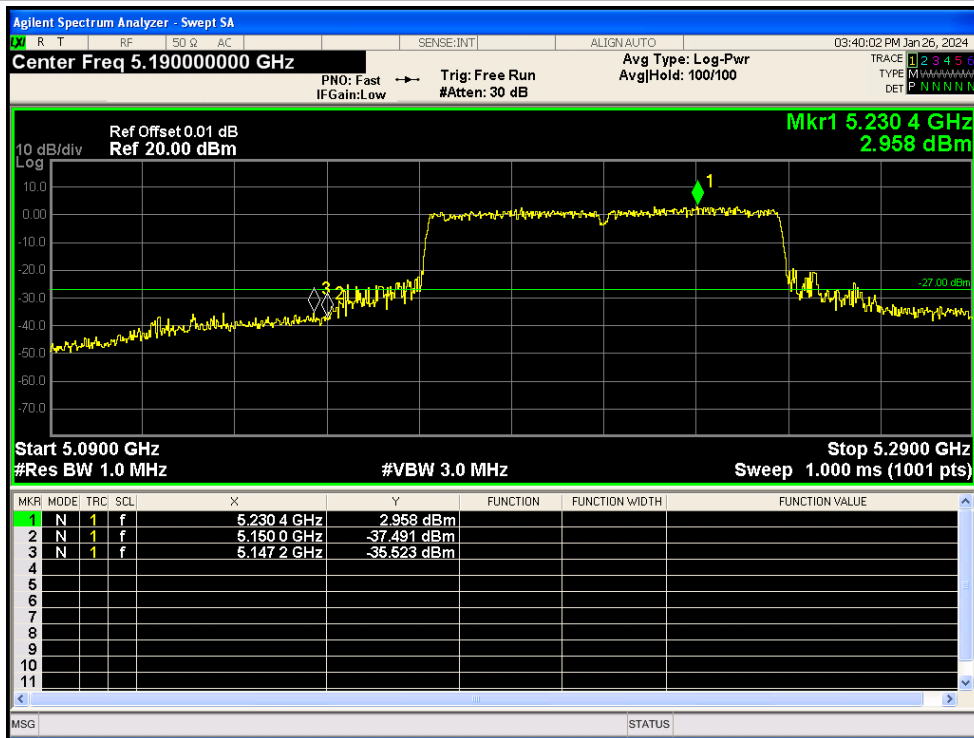 Agilent Spectrum Analyzer - Swept SA
LXI R T RF 50 Ω AC SENSE:INT ALIGN AUTO 03:40:02 PM Jan 26, 2024
Center Freq 5.190000000 GHz
PNO: Fast
IFGain:Low
Trig: Free Run
#Atten: 30 dB
Avg Type: Log-Pwr
Avg|Hold: 100/100
TRACE 1 2 3 4 5 6
TYPE M W W W W W
DET P N N N N N
Mkr1 5.230 4 GHz
2.958 dBm
Ref Offset 0.01 dB
10 dB/div Ref 20.00 dBm
Log
10.0
0.00
-10.0
-20.0
-30.0
-40.0
-50.0
-60.0
-70.0
1
3
2
-27.00 dBm
Start 5.0900 GHz Stop 5.2900 GHz
#Res BW 1.0 MHz #VBW 3.0 MHz Sweep 1.000 ms (1001 pts)
MKR MODE TRC SCL X Y FUNCTION FUNCTION WIDTH FUNCTION VALUE
1 N 1 f 5.230 4 GHz 2.958 dBm
2 N 1 f 5.150 0 GHz -37.491 dBm
3 N 1 f 5.147 2 GHz -35.523 dBm
4
5
6
7
8
9
10
11
MSG STATUS